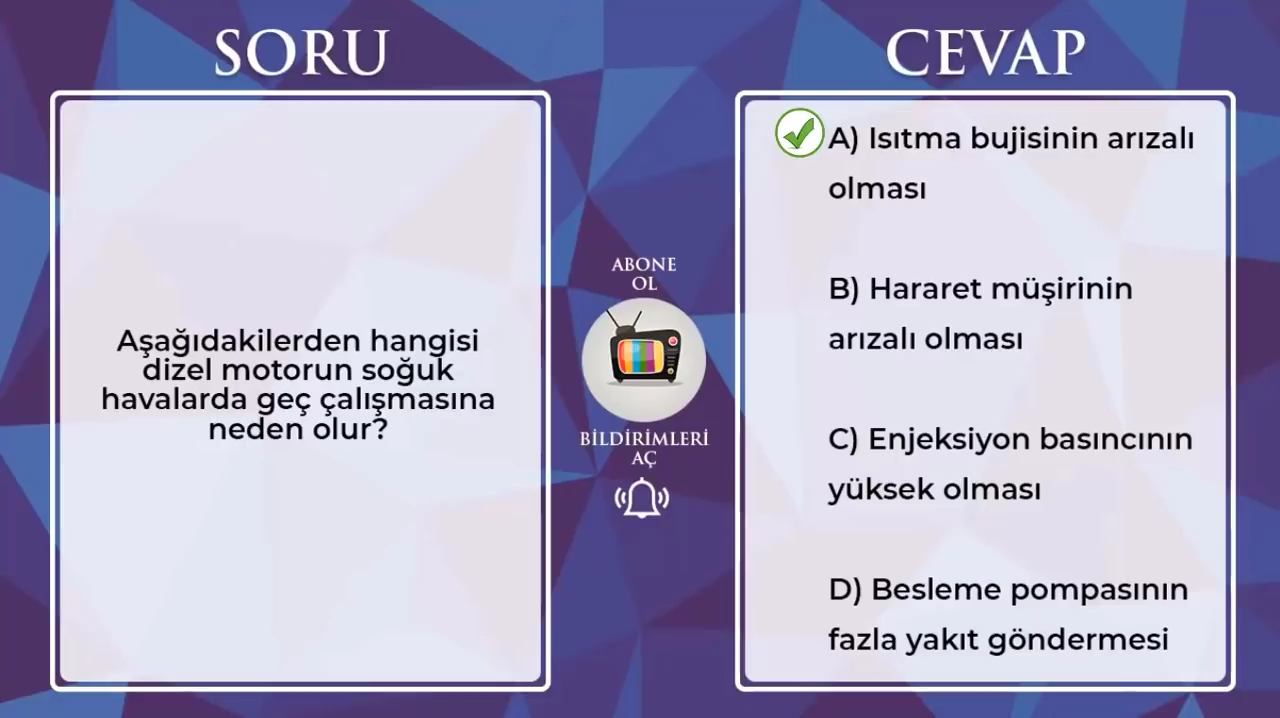 SORU
Aşağıdakilerden hangisi
dizel motorun soğuk
havalarda geç çalışmasına
neden olur?
ABONE
OL
BİLDİRİMLERİ
AÇ
CEVAP
A) Isıtma bujisinin arızalı
olması
B) Hararet müşirinin
arızalı olması
C) Enjeksiyon basıncının
yüksek olması
D) Besleme pompasının
fazla yakıt göndermesi